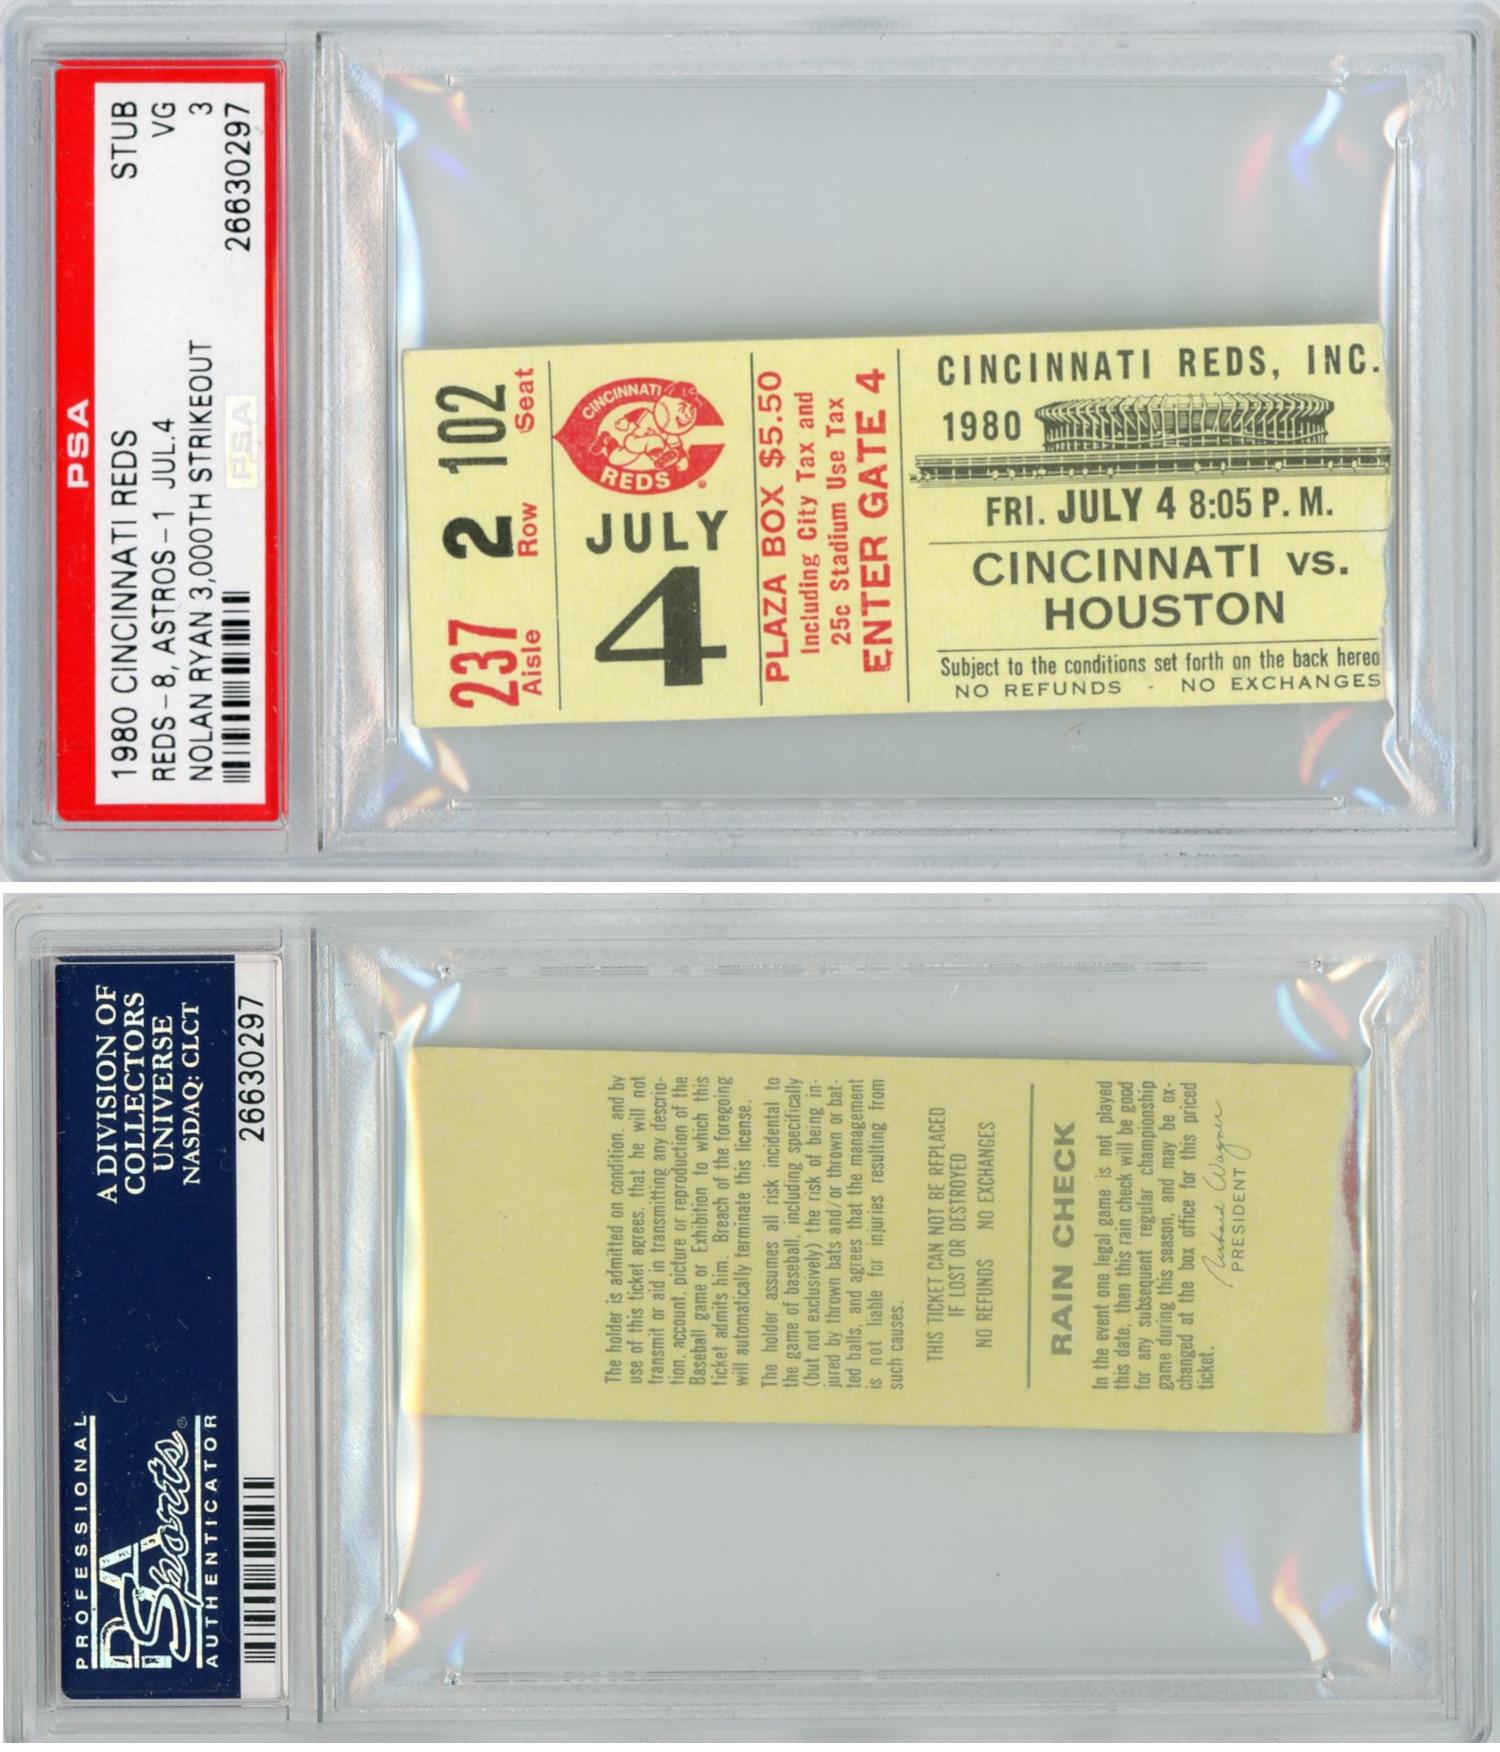 PSA
1980 CINCINNATI REDS STUB
REDS-8, ASTROS-1 JUL.4 VG
NOLAN RYAN 3,000TH STRIKEOUT 3
PSA
26630297
237 2 102
Aisle Row Seat
CINCINNATI
REDS
®
JULY
4
PLAZA BOX $5.50
Including City Tax and
25c Stadium Use Tax
ENTER GATE 4
CINCINNATI REDS, INC.
1980
FRI. JULY 4 8:05 P. M.
CINCINNATI vs.
HOUSTON
Subject to the conditions set forth on the back hereo
NO REFUNDS - NO EXCHANGES
PROFESSIONAL
PSA
Sports®
AUTHENTICATOR
A DIVISION OF
COLLECTORS
UNIVERSE
NASDAQ: CLCT
26630297
The holder is admitted on condition, and by
use of this ticket agrees, that he will not
transmit or aid in transmitting any descrip-
tion, account, picture or reproduction of the
Baseball game or Exhibition to which this
ticket admits him. Breach of the foregoing
will automatically terminate this license.
The holder assumes all risk incidental to
the game of baseball, including specifically
(but not exclusively) the risk of being in-
jured by thrown bats and/or thrown or bat-
ted balls, and agrees that the management
is not liable for injuries resulting from
such causes.
THIS TICKET CAN NOT BE REPLACED
IF LOST OR DESTROYED
NO REFUNDS NO EXCHANGES
RAIN CHECK
In the event one legal game is not played
this date, then this rain check will be good
for any subsequent regular championship
game during this season, and may be ex-
changed at the box office for this priced
ticket.
Richard Wagner
PRESIDENT